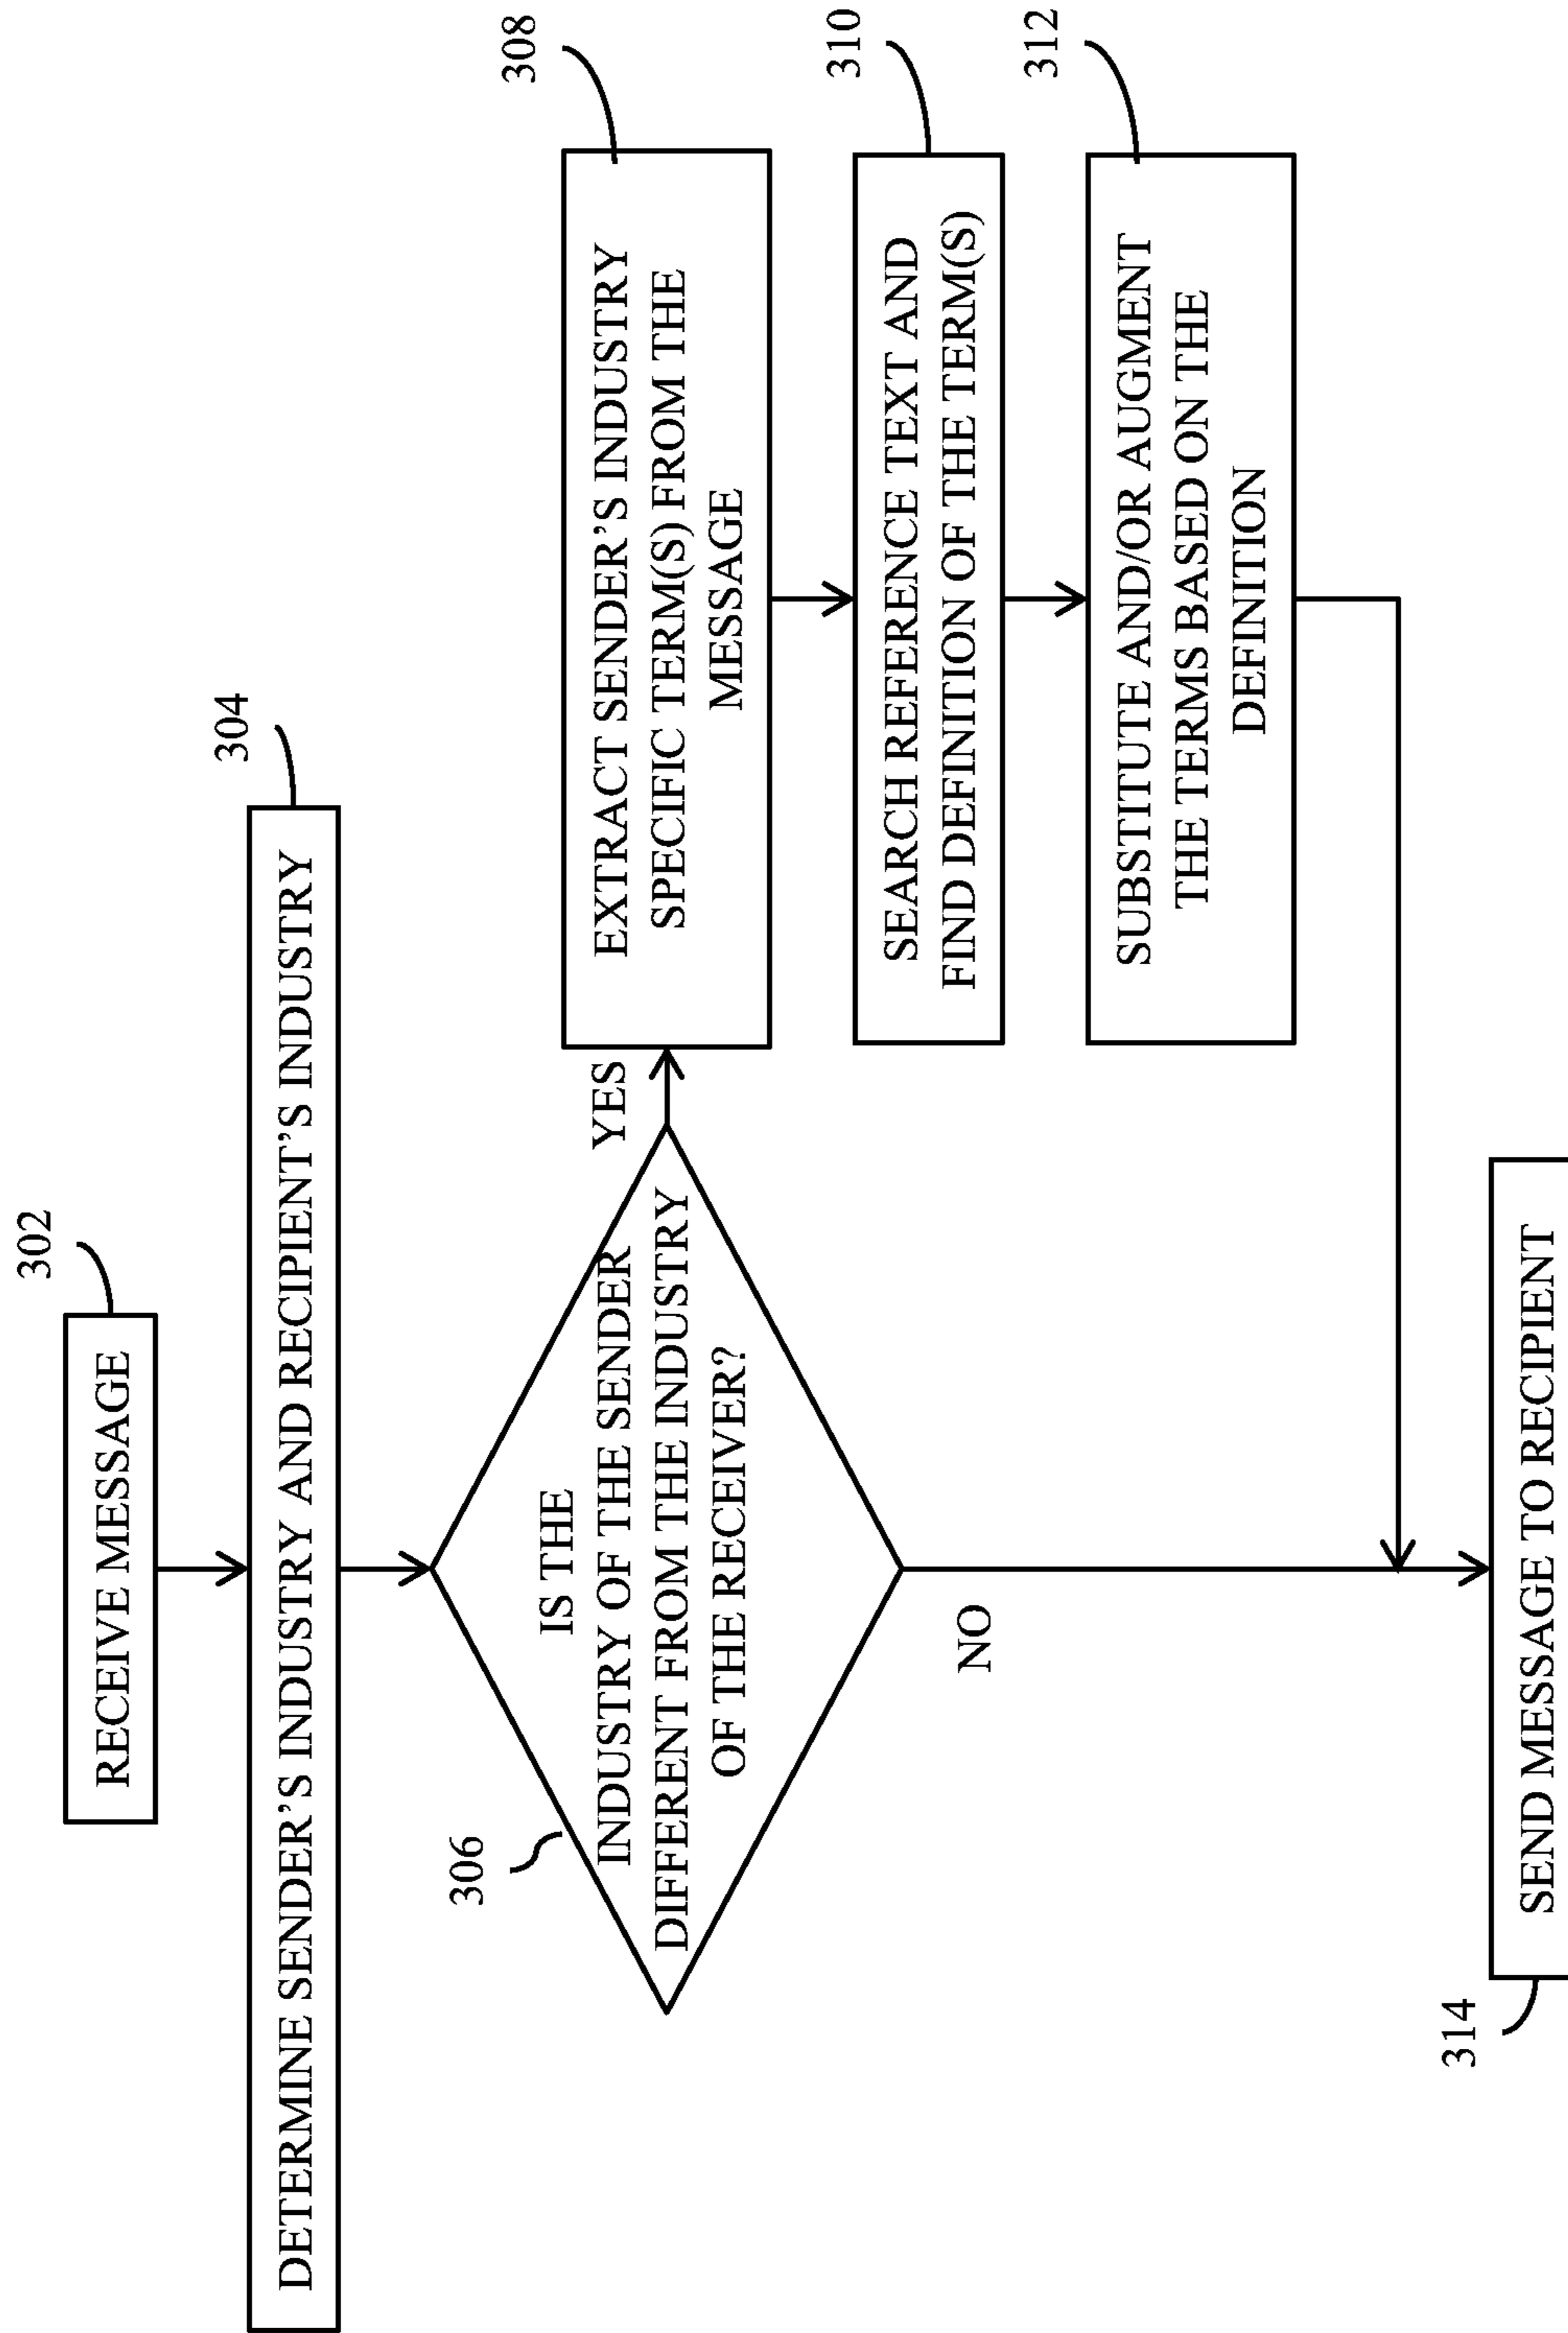 302
RECEIVE MESSAGE
304
DETERMINE SENDER'S INDUSTRY AND RECIPIENT'S INDUSTRY
306
IS THE
INDUSTRY OF THE SENDER
DIFFERENT FROM THE INDUSTRY
OF THE RECEIVER?
YES
NO
308
EXTRACT SENDER'S INDUSTRY
SPECIFIC TERM(S) FROM THE
MESSAGE
310
SEARCH REFERENCE TEXT AND
FIND DEFINITION OF THE TERM(S)
312
SUBSTITUTE AND/OR AUGMENT
THE TERMS BASED ON THE
DEFINITION
314
SEND MESSAGE TO RECIPIENT